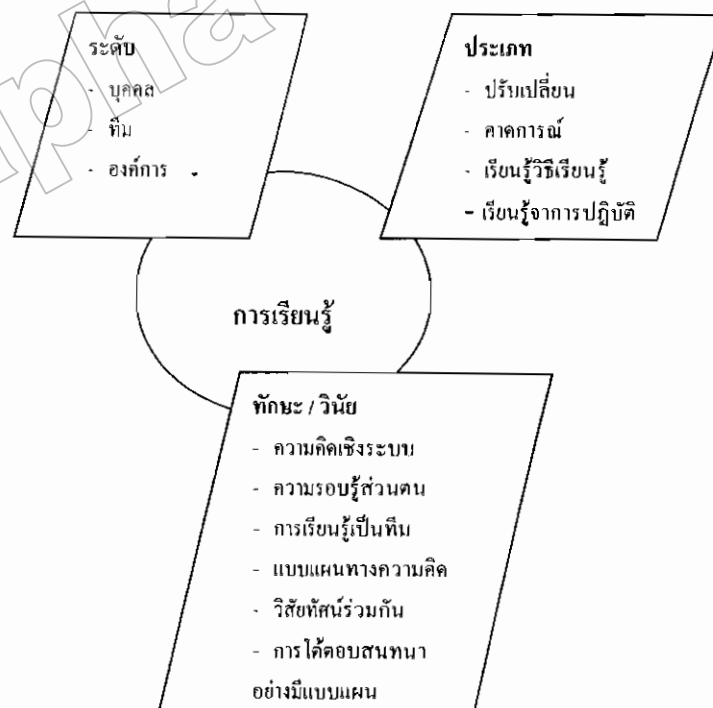 ระดับ
- บุคคล
- ทีม
- องค์การ
ประเภท
- ปรับเปลี่ยน
- คาดการณ์
- เรียนรู้วิธีเรียนรู้
- เรียนรู้จาการปฏิบัติ
การเรียนรู้
ทักษะ / วินัย
- ความคิดเชิงระบบ
- ความรอบรู้ส่วนตน
- การเรียนรู้เป็นทีม
- แบบแผนทางความคิด
- วิสัยทัศน์ร่วมกัน
- การโต้ตอบสนทนา
อย่างมีแบบแผน